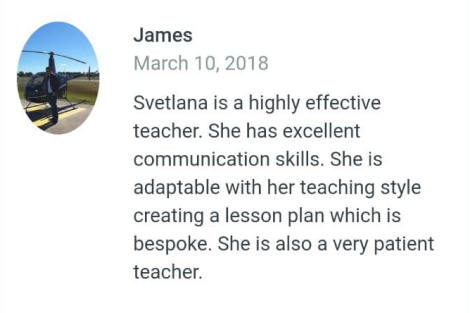 James
March 10, 2018
Svetlana is a highly effective
teacher. She has excellent
communication skills. She is
adaptable with her teaching style
creating a lesson plan which is
bespoke. She is also a very patient
teacher.